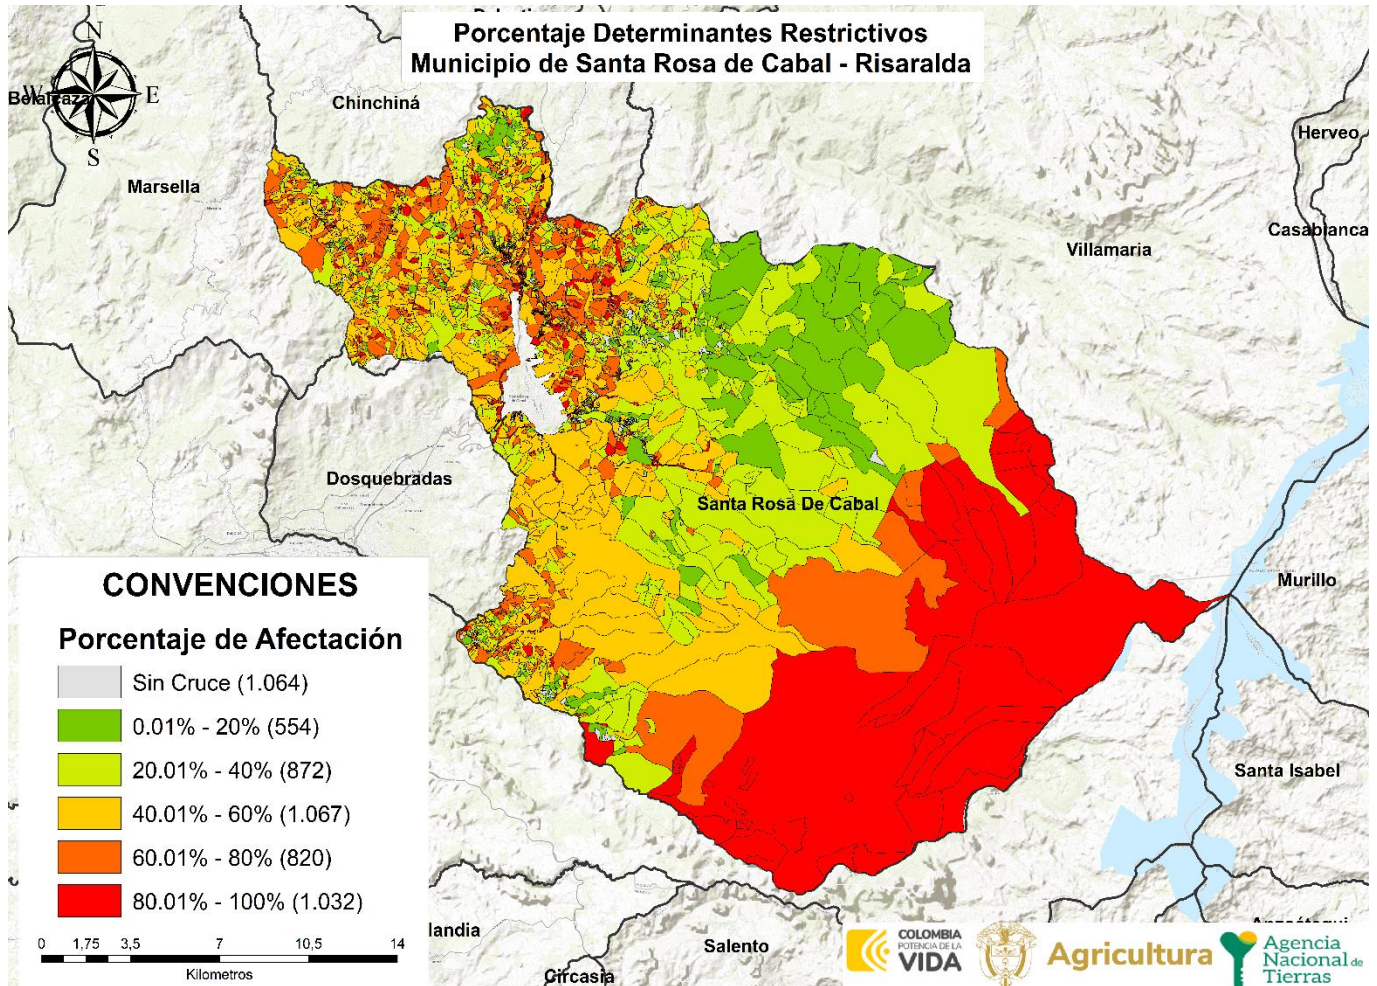 Porcentaje Determinantes Restrictivos
Municipio de Santa Rosa de Cabal - Risaralda
N
W
E
S
Chinchiná
Marsella
Herveo
Casabianca
Villamaria
Dosquebradas
Santa Rosa De Cabal
Murillo
Santa Isabel
Salento
Circasia
landia
CONVENCIONES
Porcentaje de Afectación
Sin Cruce (1.064)
0.01% - 20% (554)
20.01% - 40% (872)
40.01% - 60% (1.067)
60.01% - 80% (820)
80.01% - 100% (1.032)
0 1,75 3,5 7 10,5 14
Kilometros
COLOMBIA
POTENCIA DE LA
VIDA
Agricultura
Agencia
Nacional de
Tierras